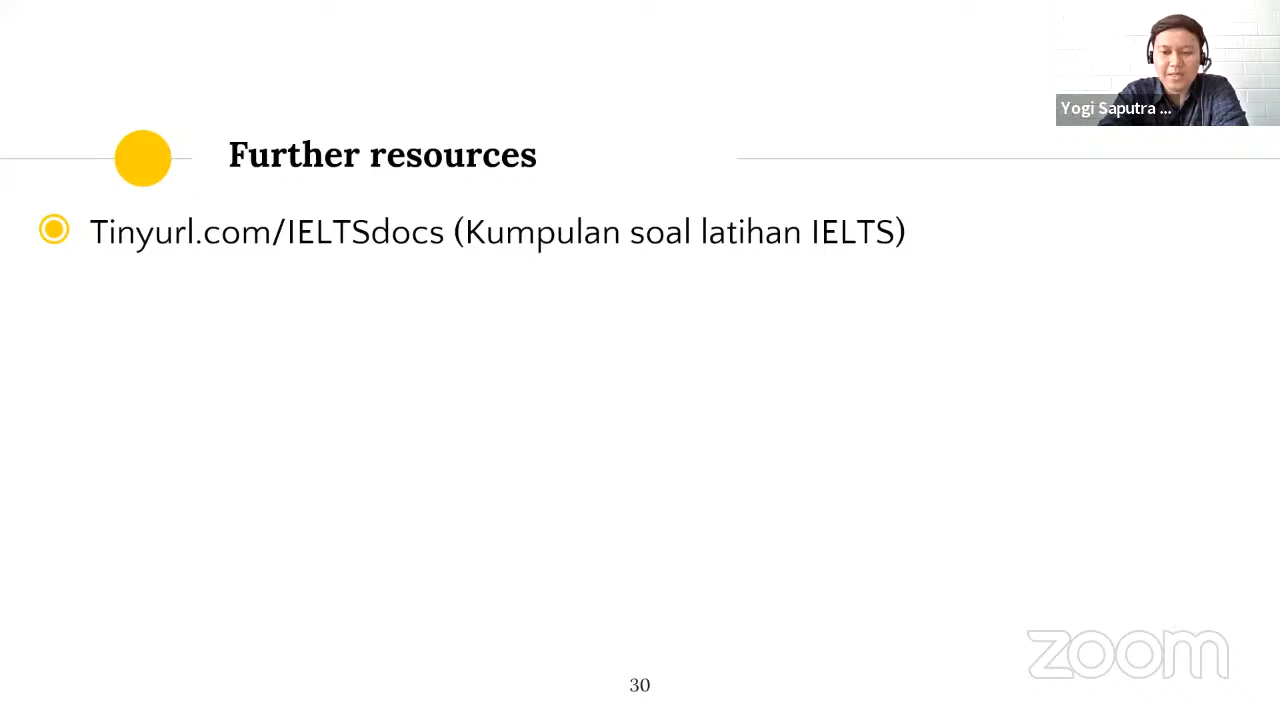 Yogi Saputra ...
Further resources
Tinyurl.com/IELTSdocs (Kumpulan soal latihan IELTS)
zoom
30